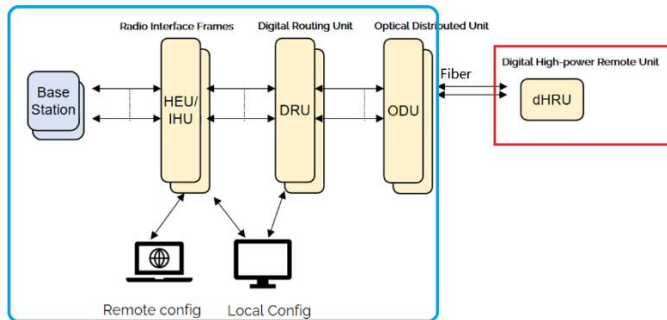 Radio Interface Frames
Digital Routing Unit
Optical Distributed Unit
Digital High-power Remote Unit
Base
Station
HEU/
IHU
DRU
ODU
Fiber
dHRU
Remote config
Local Config